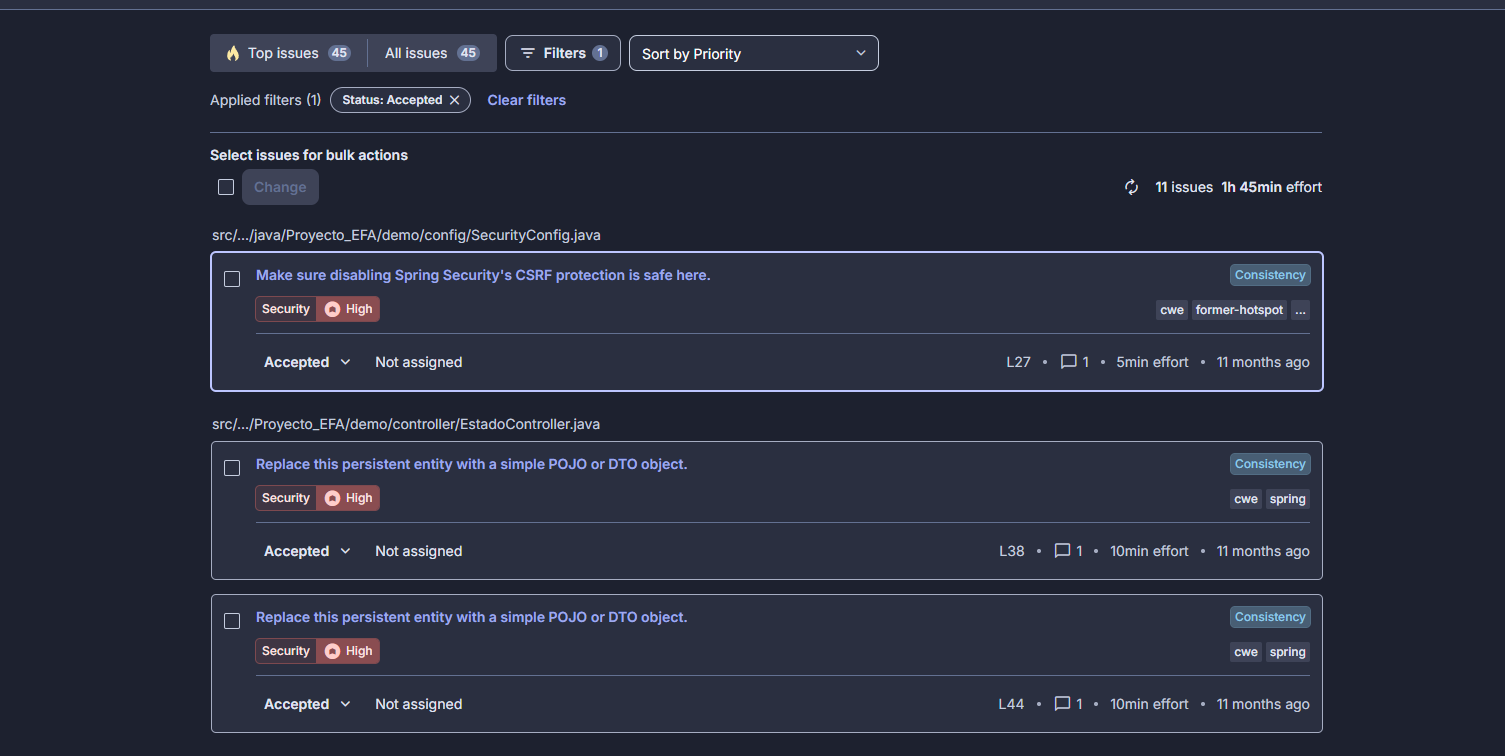 Top issues 45 All issues 45 Filters 1 Sort by Priority
Applied filters (1) Status: Accepted Clear filters
Select issues for bulk actions
Change 11 issues 1h 45min effort
src/.../java/Proyecto_EFA/demo/config/SecurityConfig.java
Make sure disabling Spring Security's CSRF protection is safe here. Consistency
Security High cwe former-hotspot ...
Accepted Not assigned L27 • 1 • 5min effort • 11 months ago
src/.../Proyecto_EFA/demo/controller/EstadoController.java
Replace this persistent entity with a simple POJO or DTO object. Consistency
Security High cwe spring
Accepted Not assigned L38 • 1 • 10min effort • 11 months ago
Replace this persistent entity with a simple POJO or DTO object. Consistency
Security High cwe spring
Accepted Not assigned L44 • 1 • 10min effort • 11 months ago